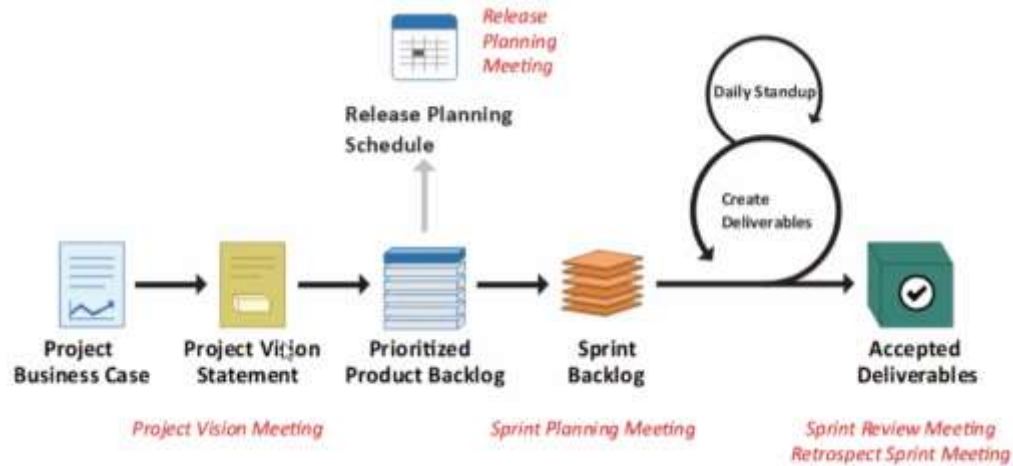 Release
Planning
Meeting
Release Planning
Schedule
Daily Standup
Create
Deliverables
Project
Business Case
Project Vision
Statement
Prioritized
Product Backlog
Sprint
Backlog
Accepted
Deliverables
Project Vision Meeting
Sprint Planning Meeting
Sprint Review Meeting
Retrospect Sprint Meeting